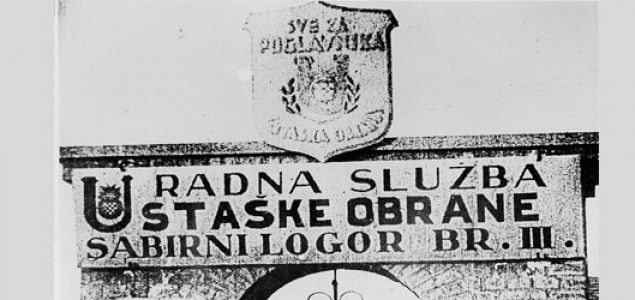 SVE ZA
POGLAVNIKA
USTAŠKA OBRANA
RADNA SLUŽBA
USTAŠKE OBRANE
SABIRNI LOGOR BR. III.